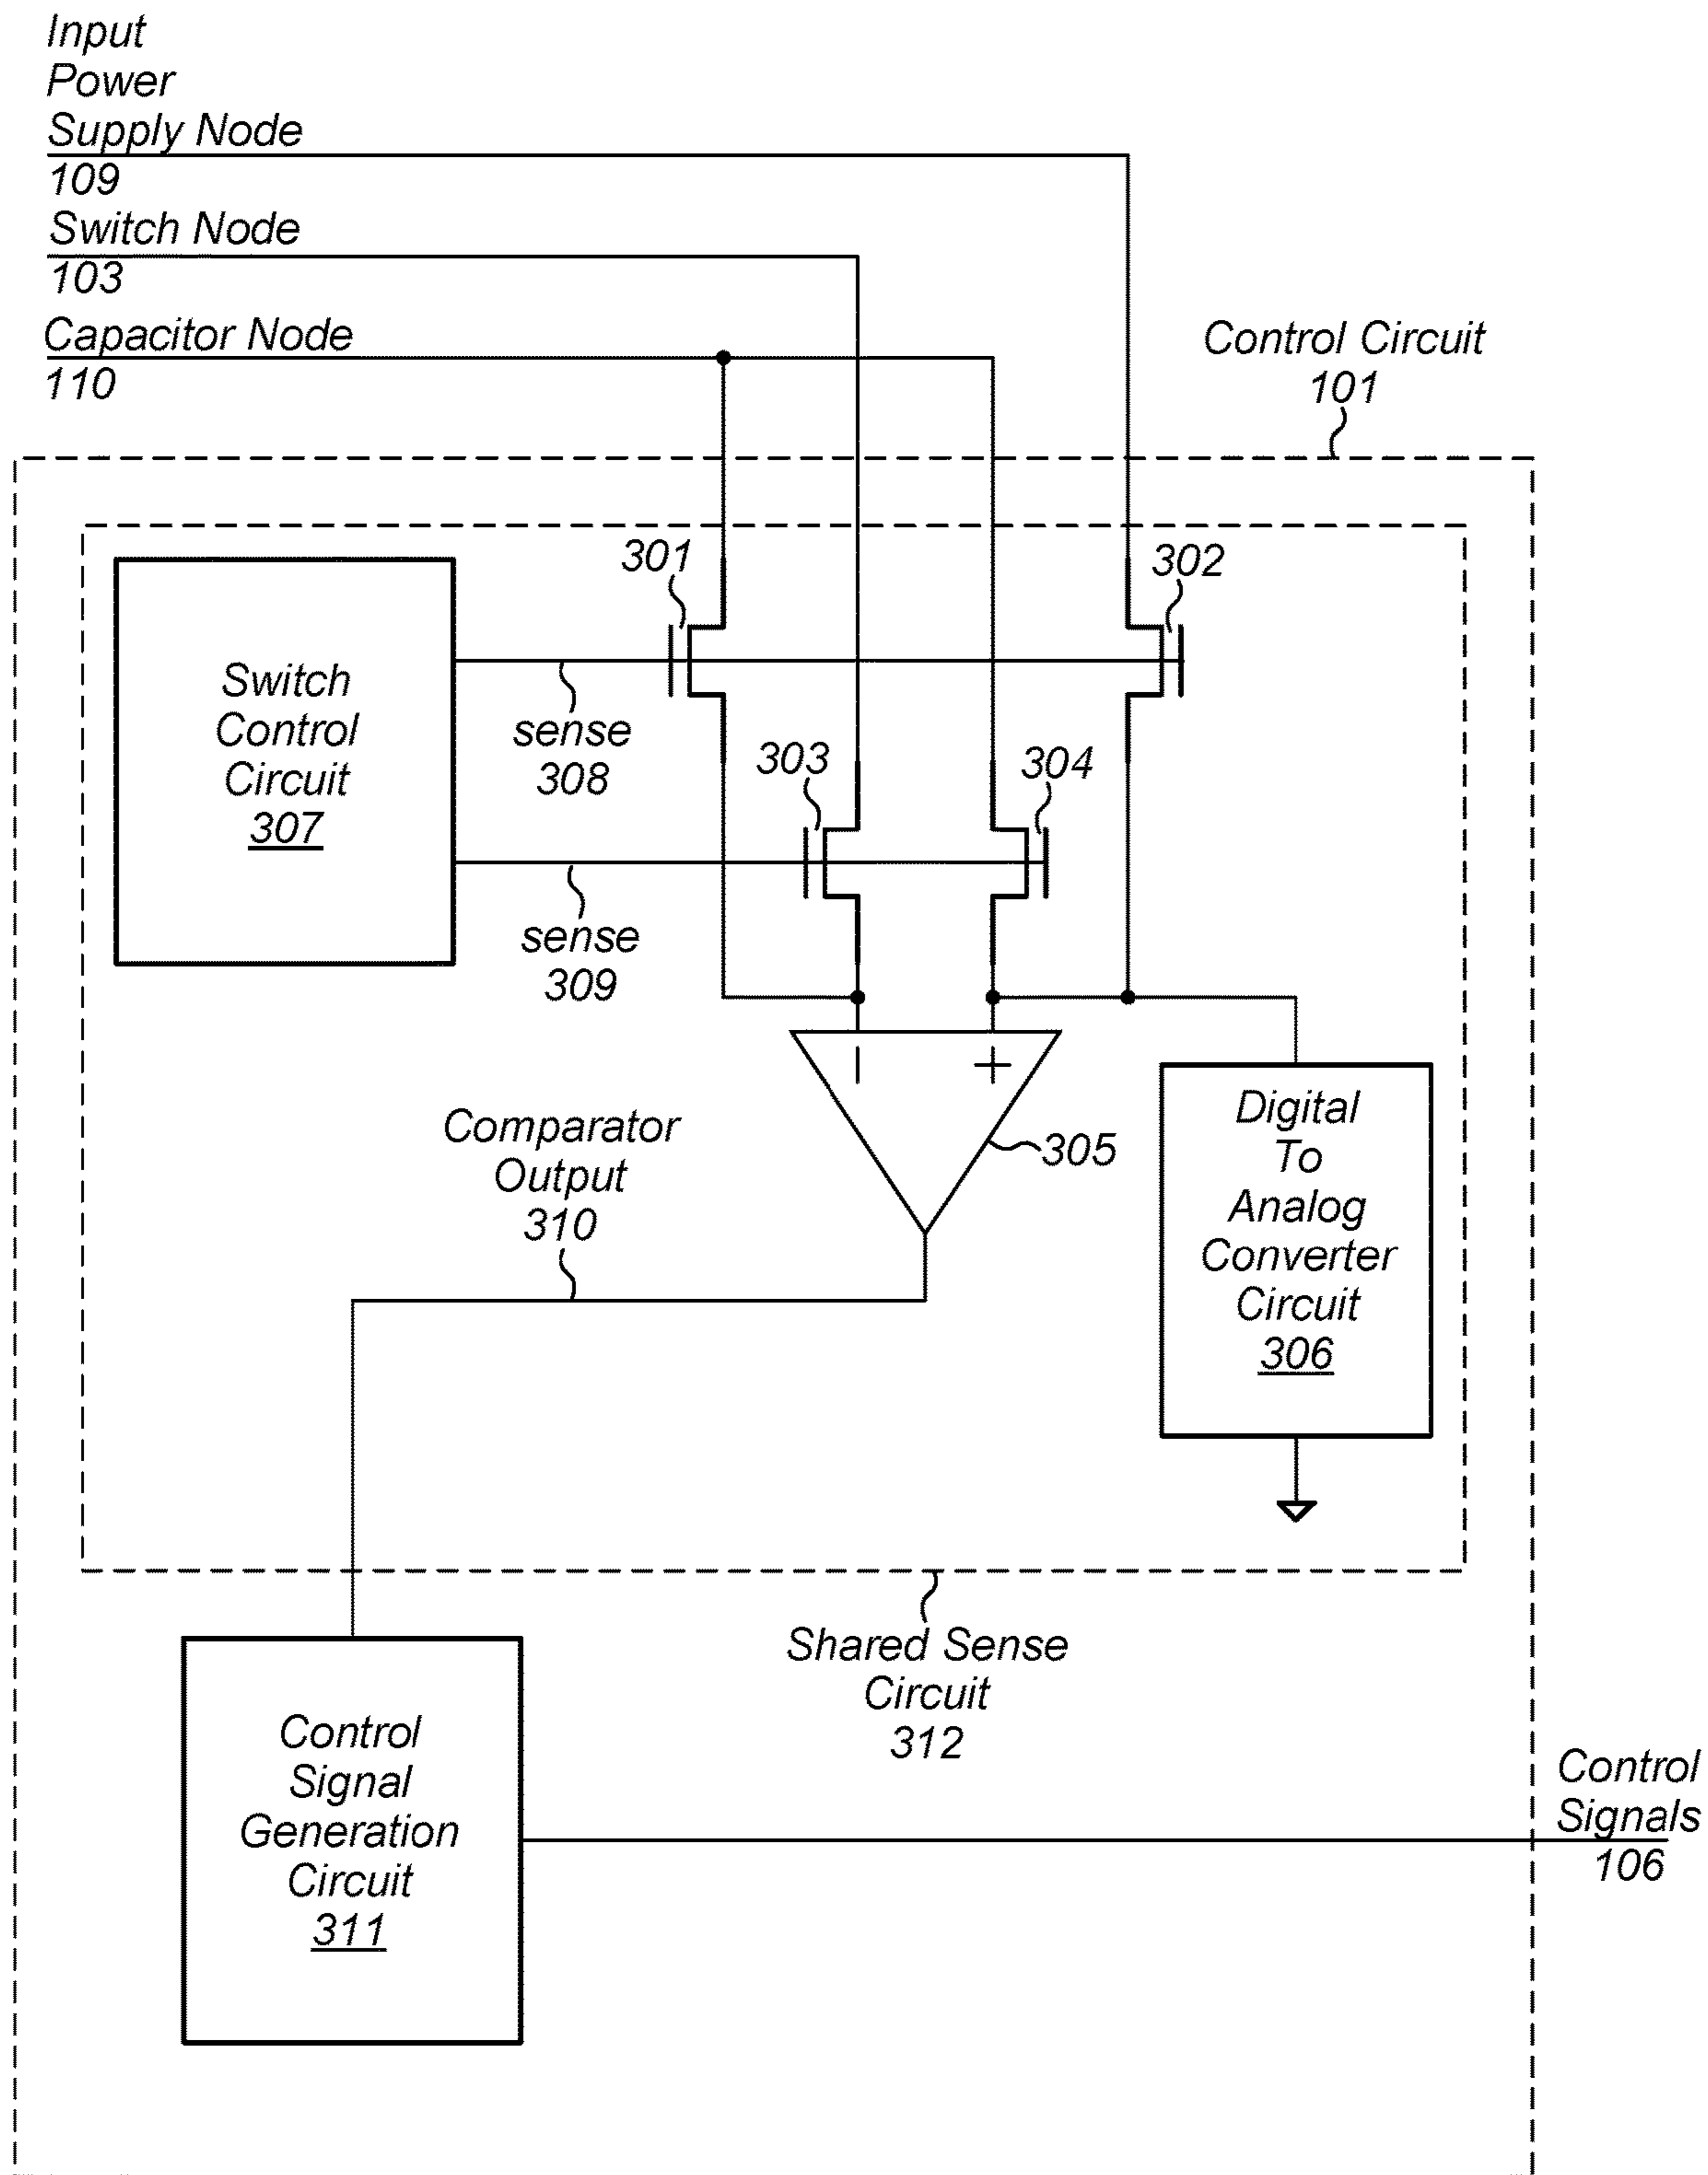 Input
Power
Supply Node
109
Switch Node
103
Capacitor Node
110
Control Circuit
101
301
302
Switch
Control
Circuit
307
sense
308
303
304
sense
309
− +
Comparator
Output
310
305
Digital
To
Analog
Converter
Circuit
306
Shared Sense
Circuit
312
Control
Signal
Generation
Circuit
311
Control
Signals
106